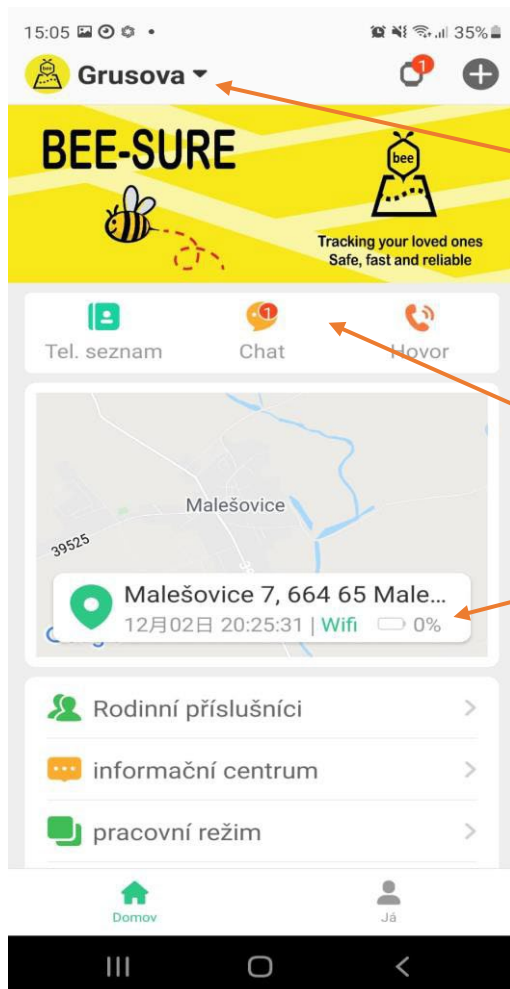 15:05
35%
1
Grusova
BEE-SURE
bee
Tracking your loved ones
Safe, fast and reliable
1
Tel. seznam
Chat
Hovor
Malešovice
39525
Malešovice 7, 664 65 Male...
12月02日 20:25:31 | Wifi 0%
Rodinní příslušníci
informační centrum
pracovní režim
Domov
Já